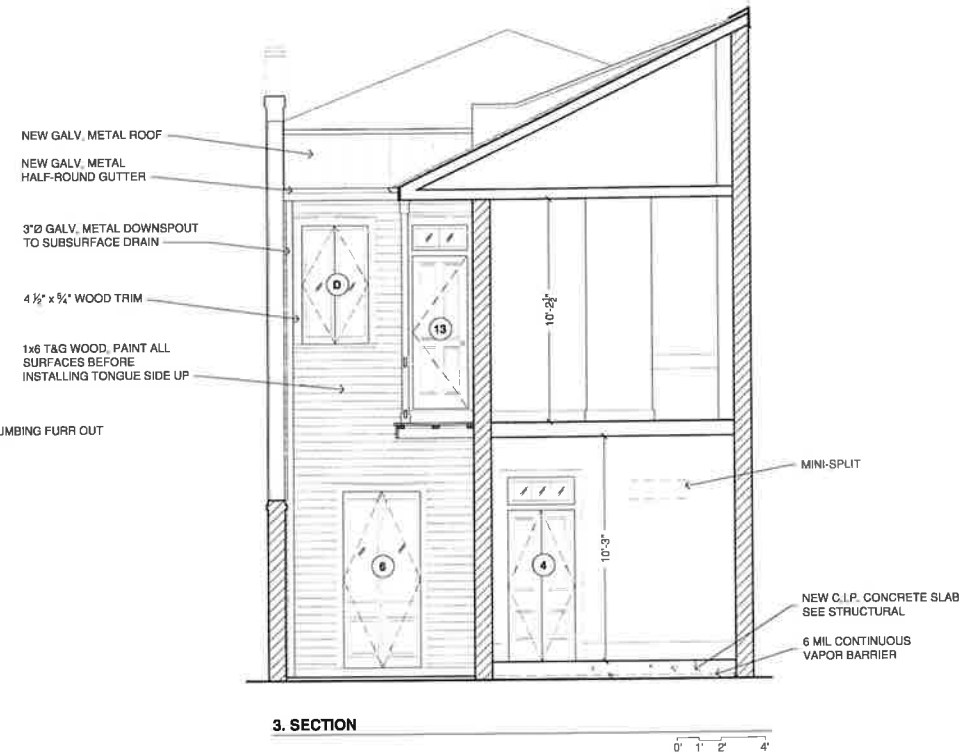 NEW GALV. METAL ROOF
NEW GALV. METAL
HALF-ROUND GUTTER
3"Ø GALV. METAL DOWNSPOUT
TO SUBSURFACE DRAIN
4 ½" x ⁵⁄₄" WOOD TRIM
1x6 T&G WOOD, PAINT ALL
SURFACES BEFORE
INSTALLING TONGUE SIDE UP
UMBING FURR OUT
D
13
10'-2½"
6
4
10'-3"
MINI-SPLIT
NEW C.I.P. CONCRETE SLAB
SEE STRUCTURAL
6 MIL CONTINUOUS
VAPOR BARRIER
3. SECTION
0' 1' 2' 4'